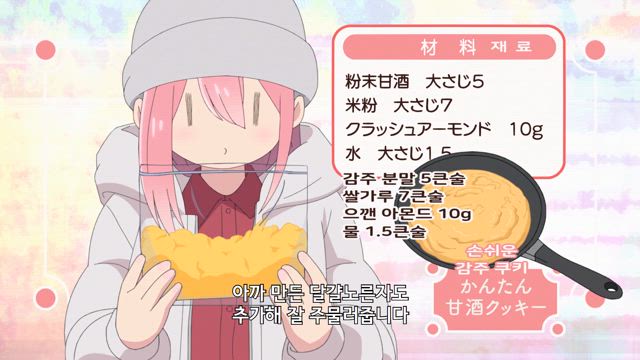 材料 재료
粉末甘酒　大さじ5
米粉　大さじ7
クラッシュアーモンド　10g
水　大さじ1.5
감주 분말 5큰술
쌀가루 7큰술
으깬 아몬드 10g
물 1.5큰술
손쉬운
감주 쿠키
かんたん
甘酒クッキー
아까 만든 달걀노른자도
추가해 잘 주물러줍니다